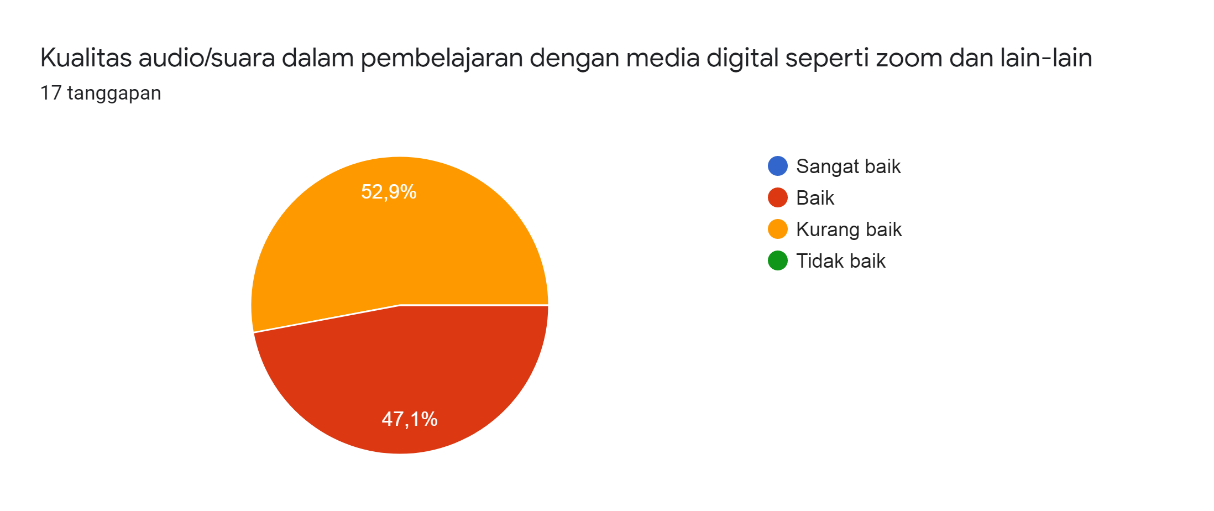 Kualitas audio/suara dalam pembelajaran dengan media digital seperti zoom dan lain-lain
17 tanggapan
52,9%
47,1%
Sangat baik
Baik
Kurang baik
Tidak baik